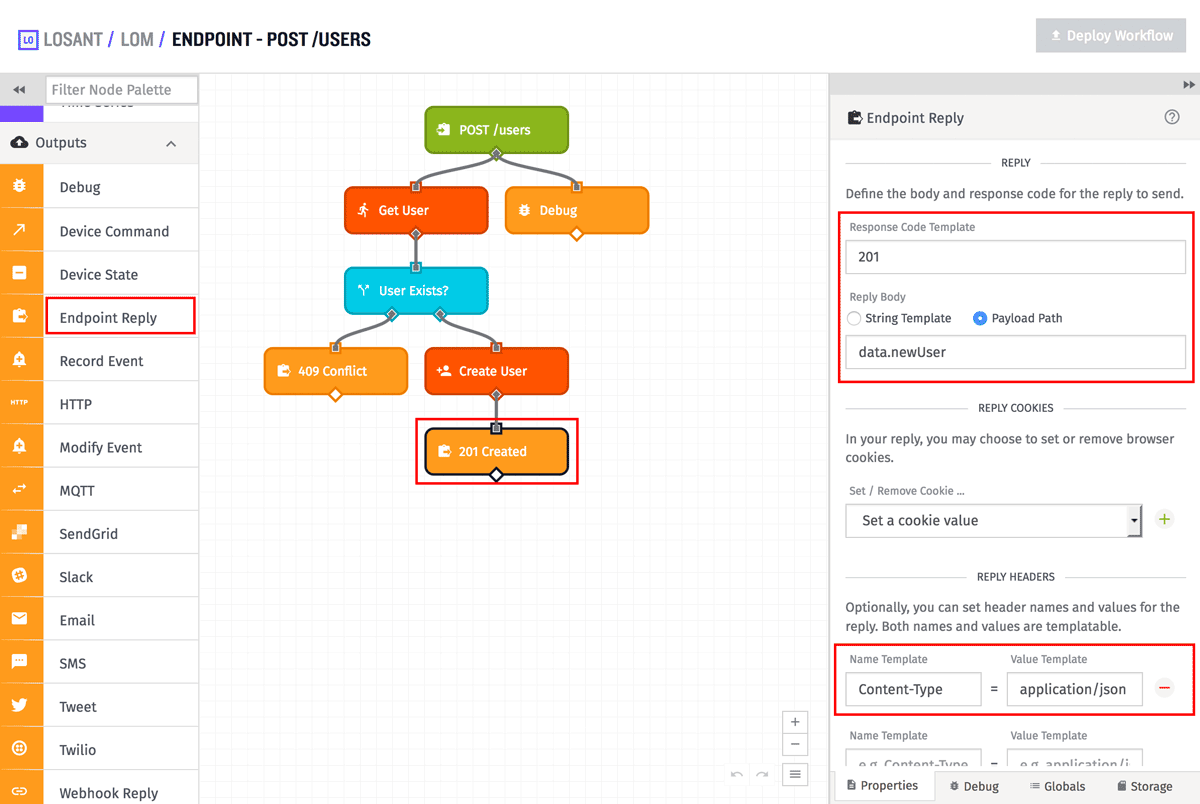 LO LOSANT / LOM / ENDPOINT - POST /USERS
Deploy Workflow
Filter Node Palette
Time Series
Outputs
Debug
Device Command
Device State
Endpoint Reply
Record Event
HTTP HTTP
Modify Event
MQTT
SendGrid
Slack
Email
SMS
Tweet
Twilio
Webhook Reply
POST /users
Get User
Debug
User Exists?
409 Conflict
Create User
201 Created
Endpoint Reply
REPLY
Define the body and response code for the reply to send.
Response Code Template
201
Reply Body
String Template Payload Path
data.newUser
REPLY COOKIES
In your reply, you may choose to set or remove browser
cookies.
Set / Remove Cookie ...
Set a cookie value
REPLY HEADERS
Optionally, you can set header names and values for the
reply. Both names and values are templatable.
Name Template Value Template
Content-Type = application/json
Name Template Value Template
e.g. Content-Type = e.g. application/j
Properties Debug Globals Storage